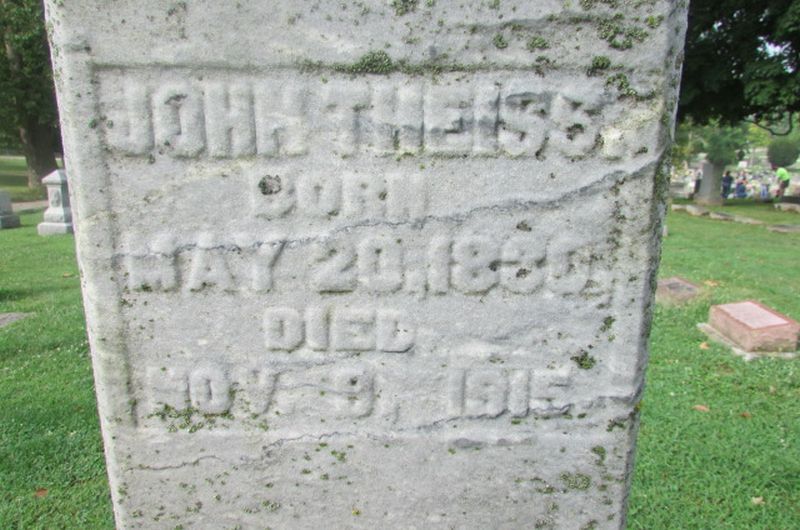 JOHN THEISS.
BORN
MAY 20, 1830,
DIED
NOV. 9, 1915.